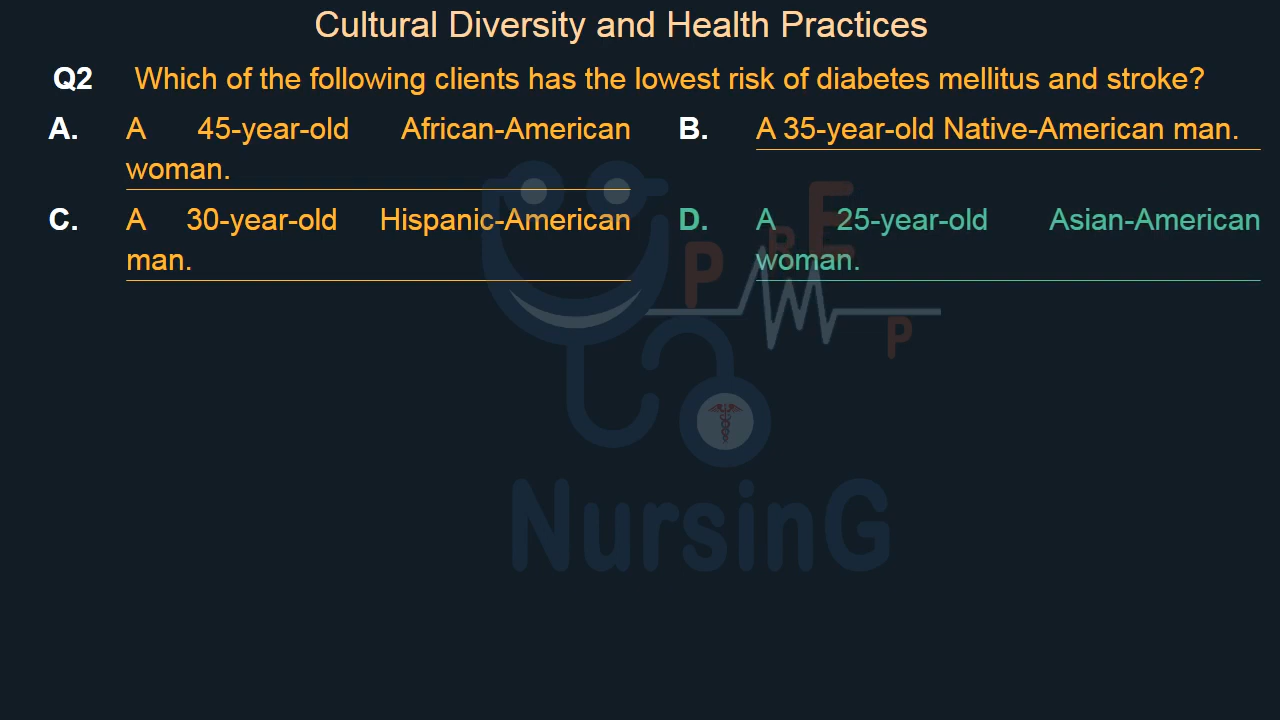 Cultural Diversity and Health Practices
Q2 Which of the following clients has the lowest risk of diabetes mellitus and stroke?
A. A 45-year-old African-American
woman.
B. A 35-year-old Native-American man.
C. A 30-year-old Hispanic-American
man.
D. A 25-year-old Asian-American
woman.
PREP
NursinG